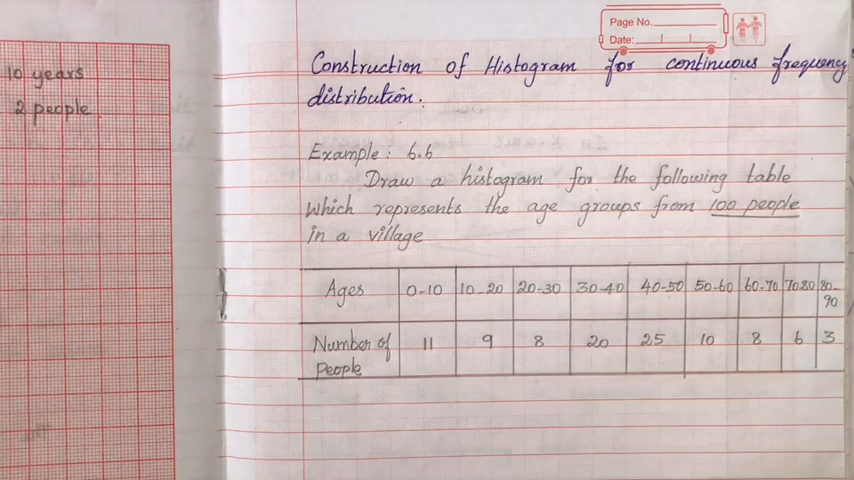 10 years
2 people
Page No.
Date:
Construction of Histogram for continuous frequency
distribution.
Example: 6.6
Draw a histogram for the following table
which represents the age groups from 100 people
in a village
Ages 0-10 10-20 20-30 30-40 40-50 50-60 60-70 70-80 80-90
Number of People 11 9 8 20 25 10 8 6 3